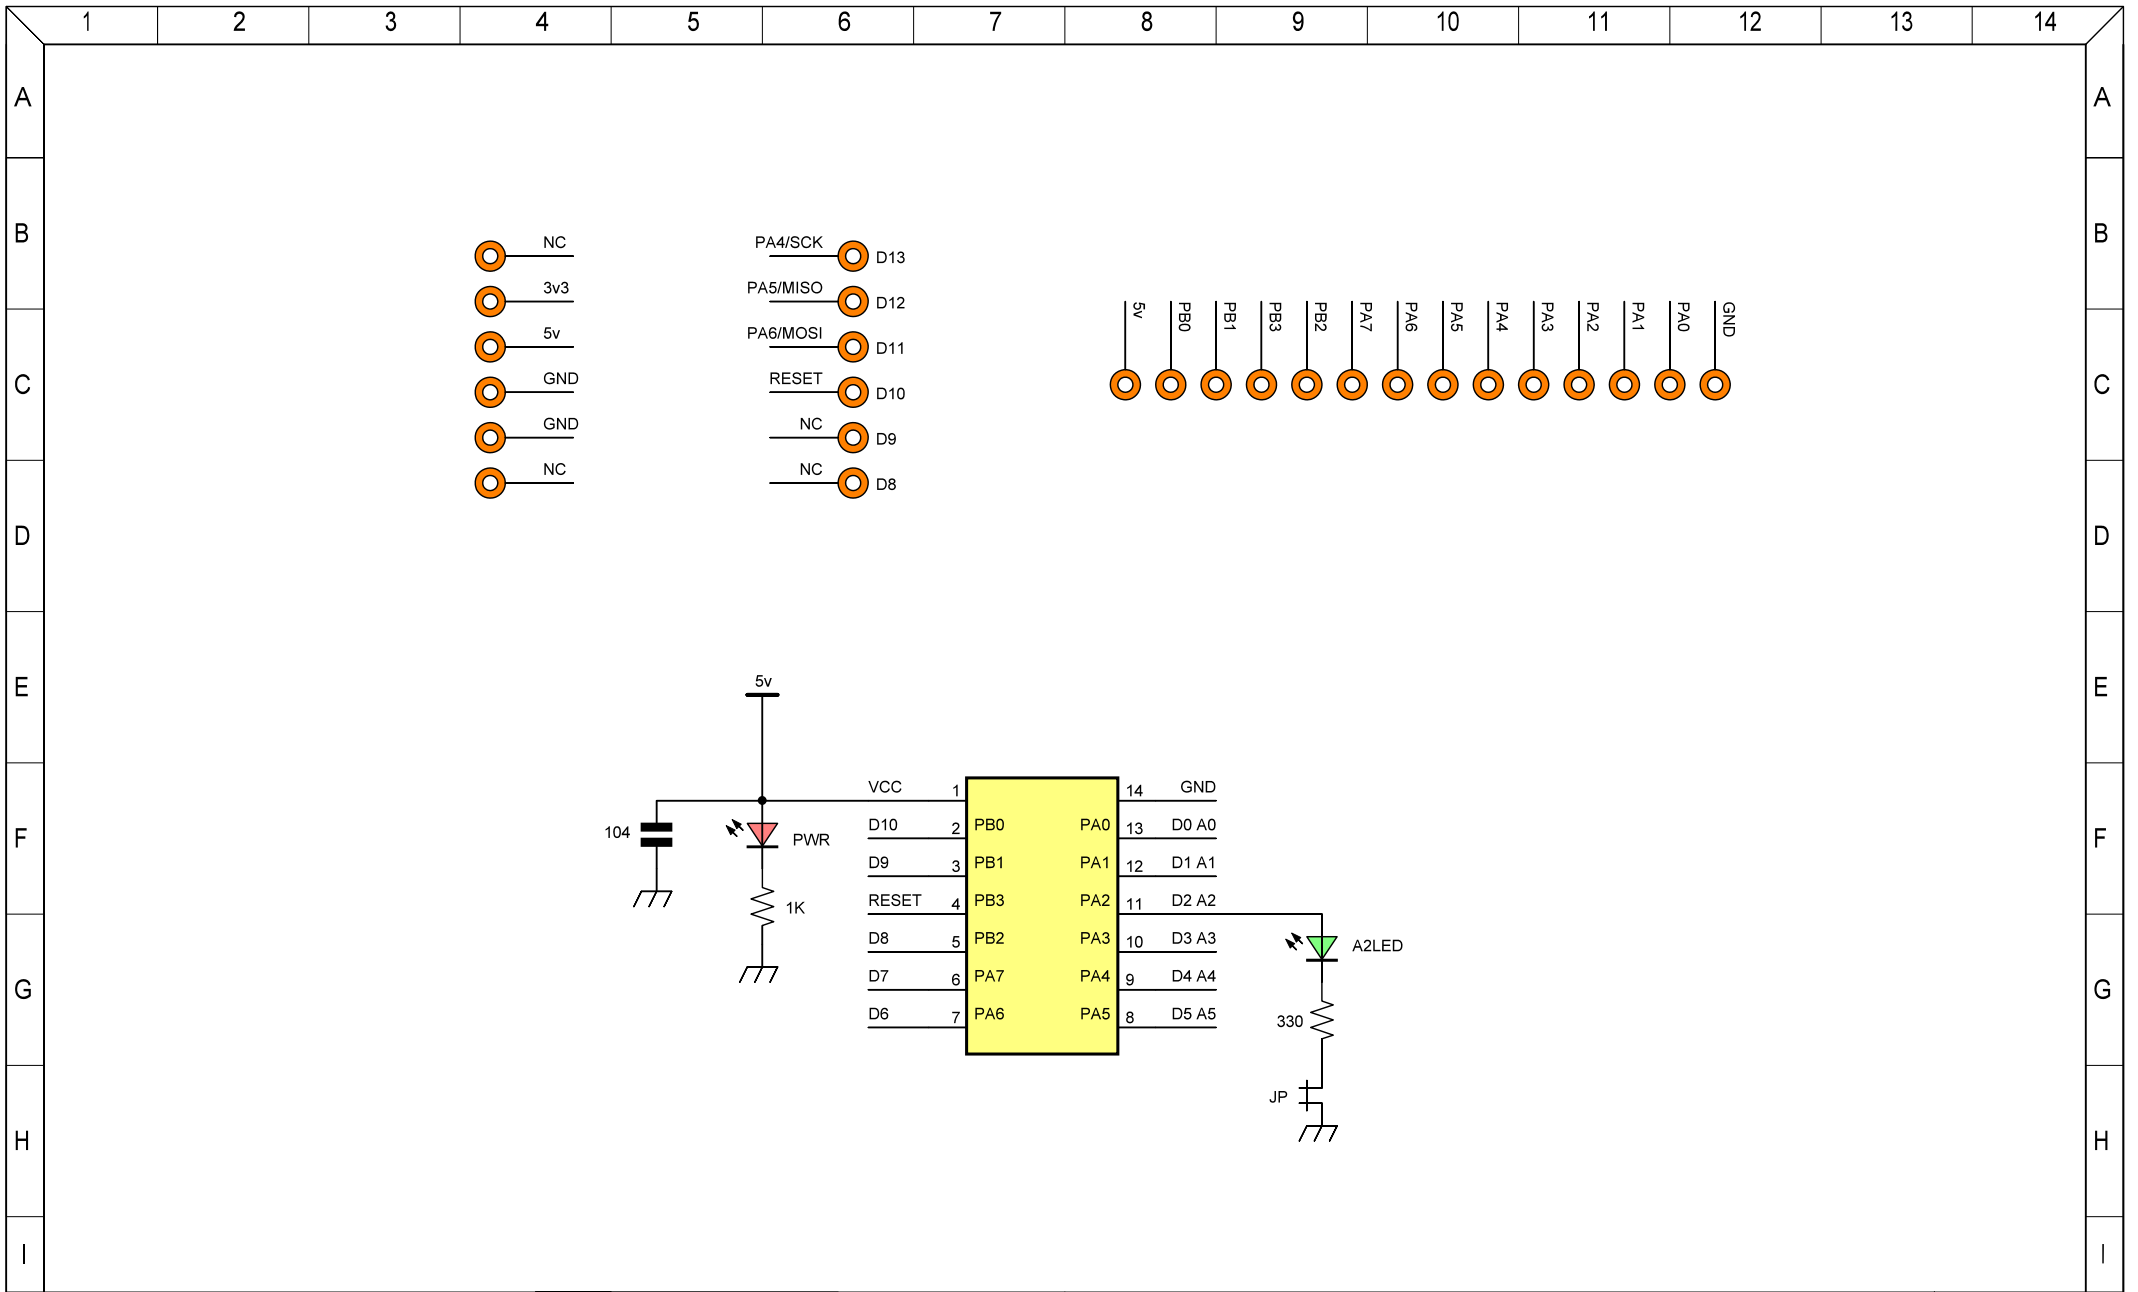 1 2 3 4 5 6 7 8 9 10 11 12 13 14
A A
B B
NC PA4/SCK D13
3v3 PA5/MISO D12
5v PB0 PB1 PB3 PB2 PA7 PA6 PA5 PA4 PA3 PA2 PA1 PA0 GND
5v PA6/MOSI D11
C C
GND RESET D10
GND NC D9
NC NC D8
D D
E E
5v
VCC 1 14 GND
D10 2 PB0 PA0 13 D0 A0
F F
104 PWR
D9 3 PB1 PA1 12 D1 A1
RESET 4 PB3 PA2 11 D2 A2
1K
D8 5 PB2 PA3 10 D3 A3
A2LED
D7 6 PA7 PA4 9 D4 A4
G G
D6 7 PA6 PA5 8 D5 A5
330
JP
H H
I I